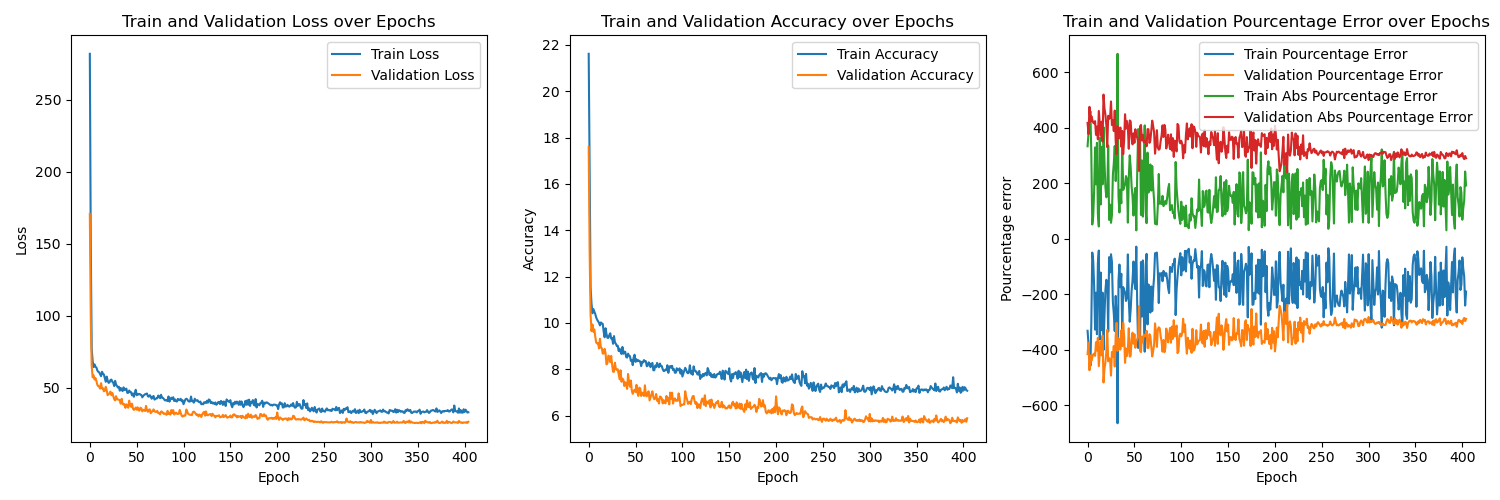 Train and Validation Loss over Epochs
Train Loss
Validation Loss
250
200
150
100
50
Loss
0 50 100 150 200 250 300 350 400
Epoch
Train and Validation Accuracy over Epochs
Train Accuracy
Validation Accuracy
22
20
18
16
14
12
10
8
6
Accuracy
0 50 100 150 200 250 300 350 400
Epoch
Train and Validation Pourcentage Error over Epochs
Train Pourcentage Error
Validation Pourcentage Error
Train Abs Pourcentage Error
Validation Abs Pourcentage Error
600
400
200
0
−200
−400
−600
Pourcentage error
0 50 100 150 200 250 300 350 400
Epoch